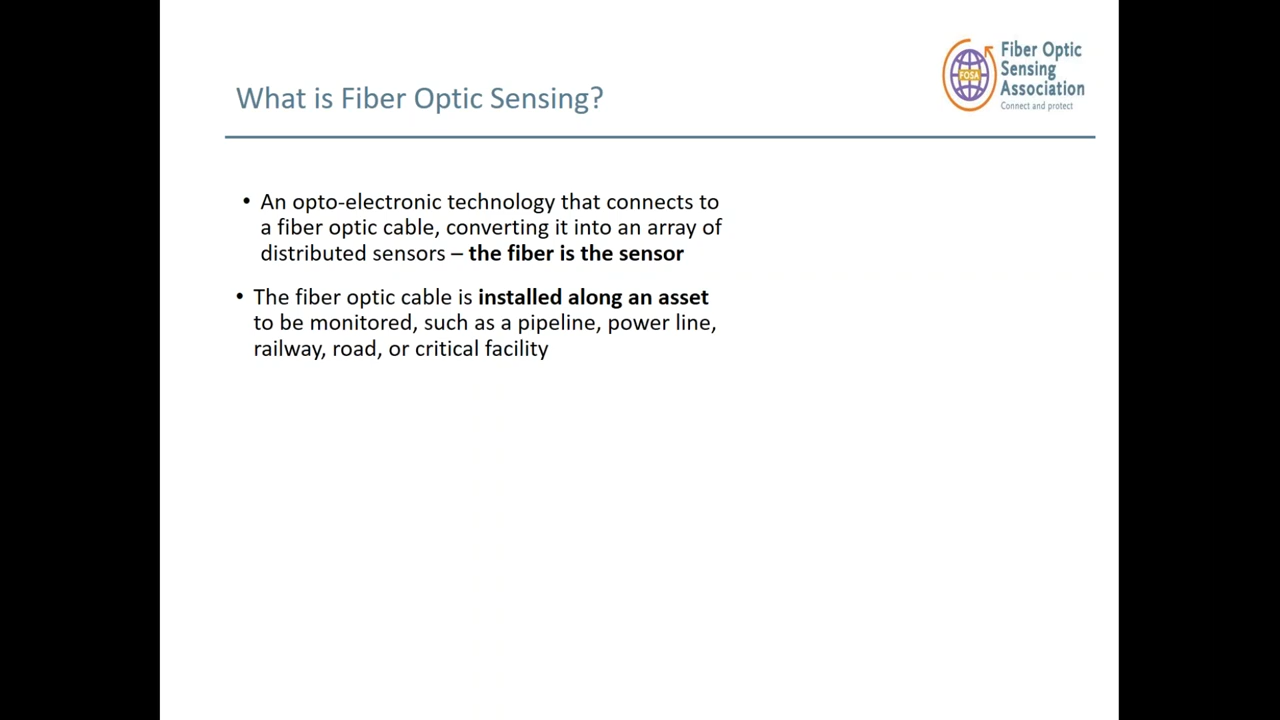 Fiber Optic
Sensing
Association
Connect and protect
FOSA
What is Fiber Optic Sensing?
• An opto-electronic technology that connects to
a fiber optic cable, converting it into an array of
distributed sensors – the fiber is the sensor
• The fiber optic cable is installed along an asset
to be monitored, such as a pipeline, power line,
railway, road, or critical facility